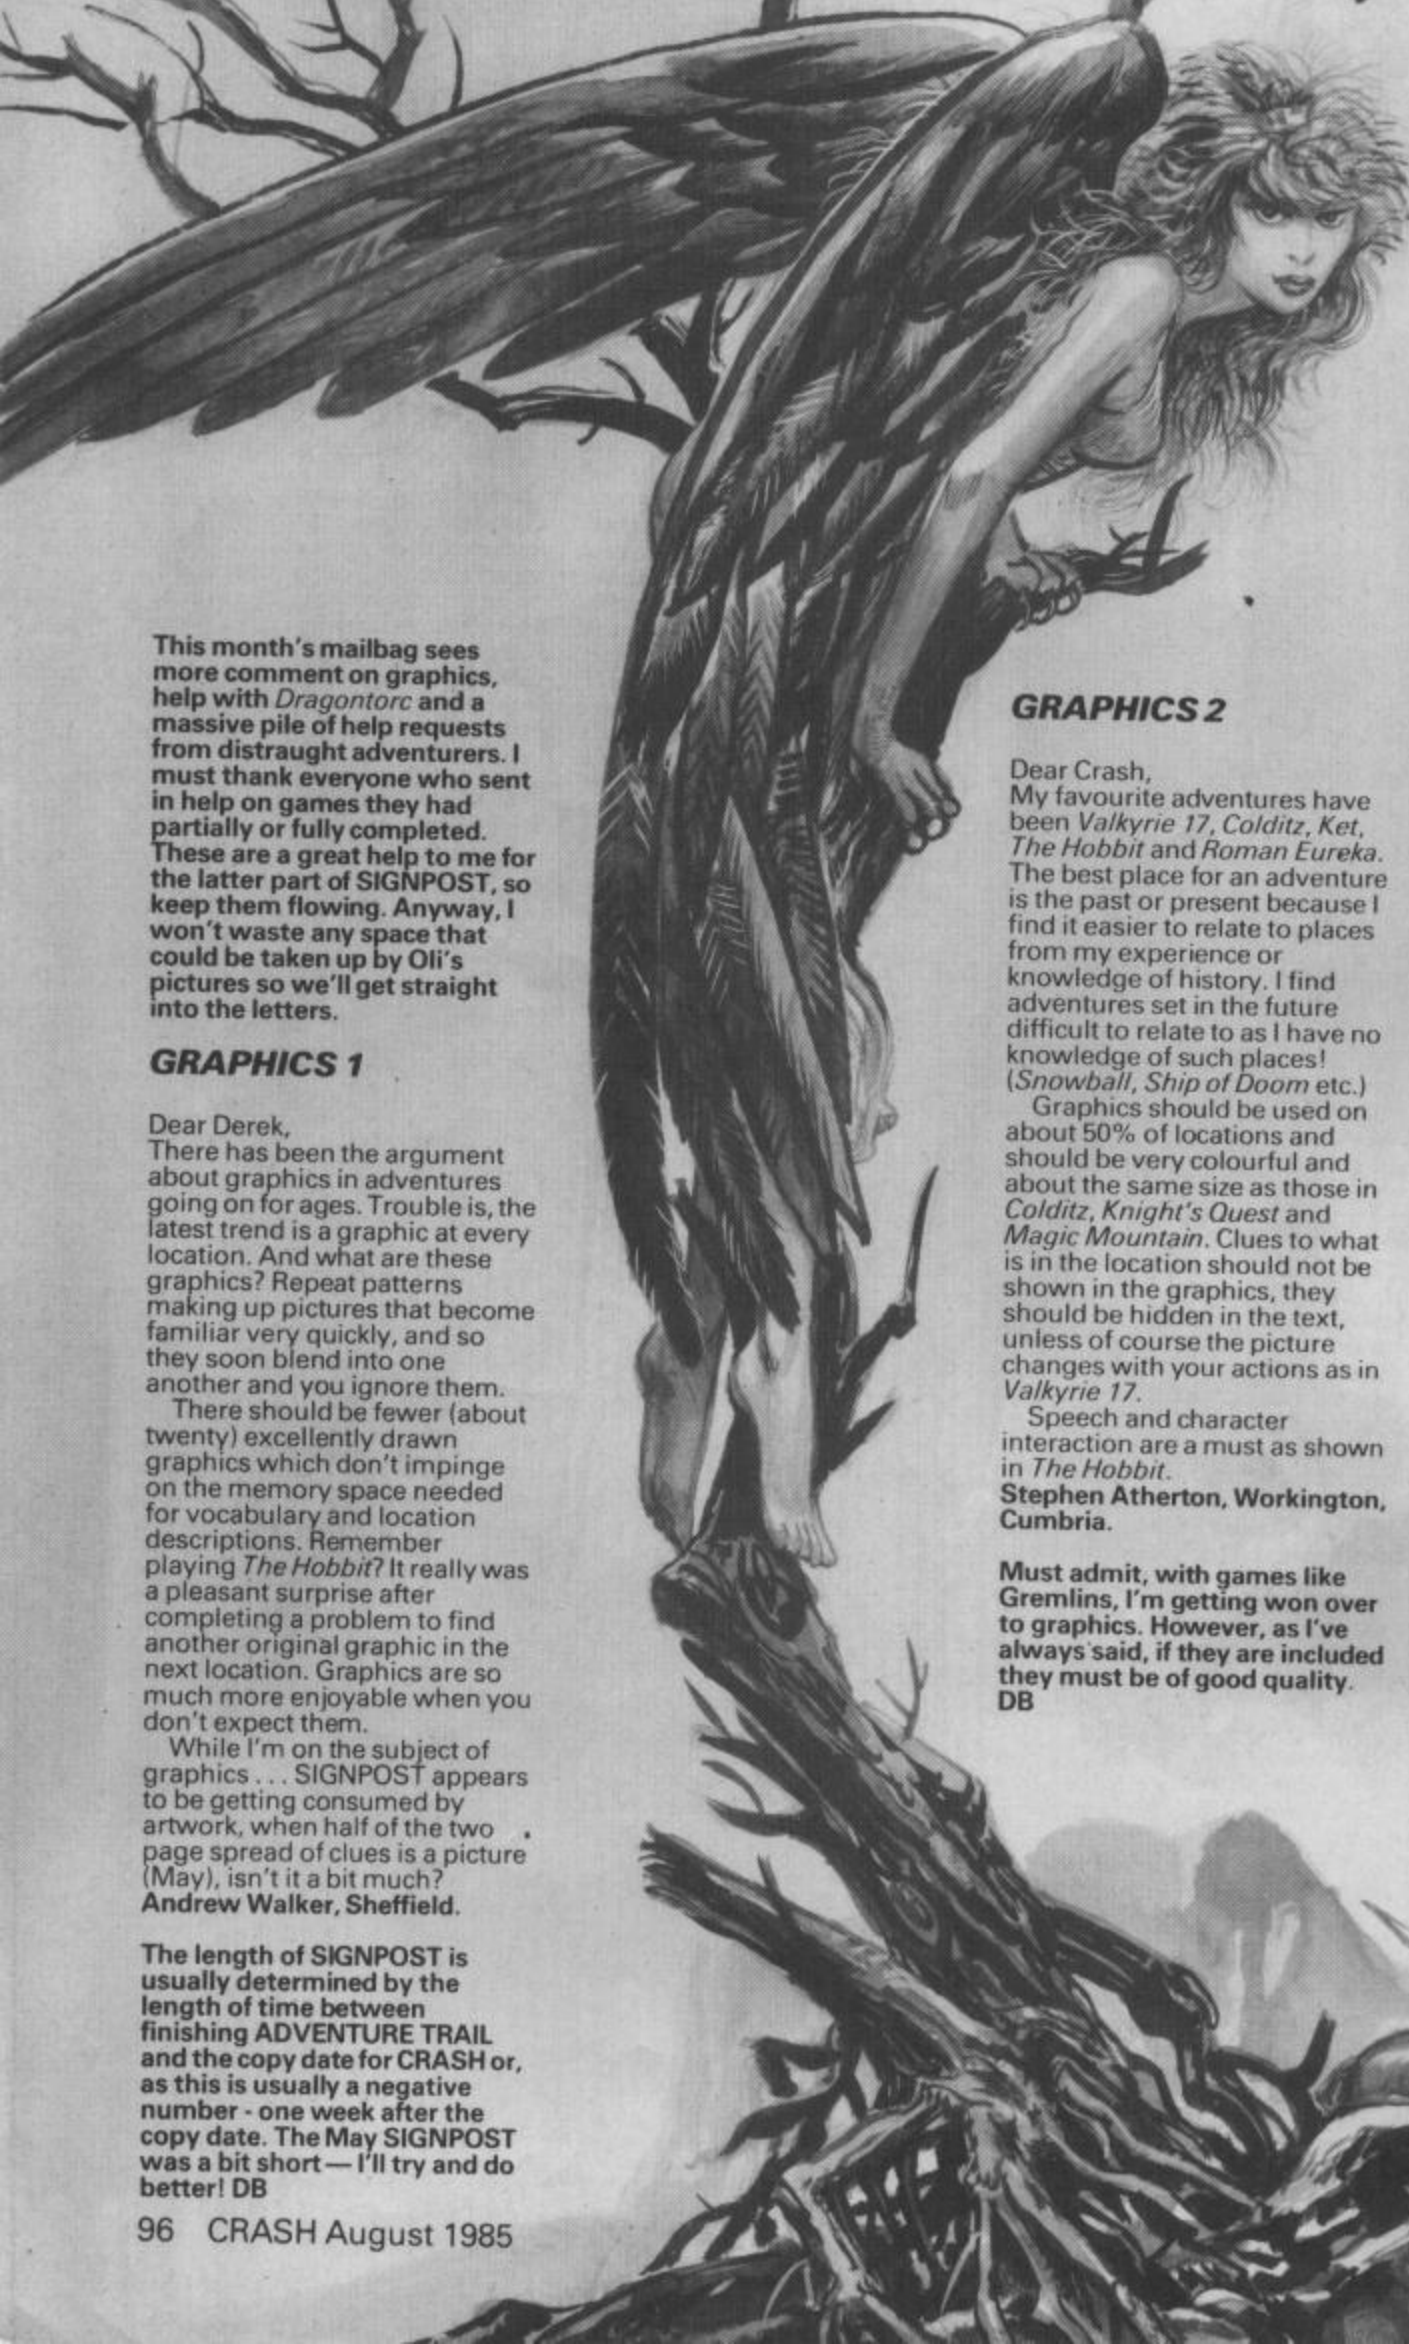 This month's mailbag sees
more comment on graphics,
help with Dragontorc and a
massive pile of help requests
from distraught adventurers. I
must thank everyone who sent
in help on games they had
partially or fully completed.
These are a great help to me for
the latter part of SIGNPOST, so
keep them flowing. Anyway, I
won't waste any space that
could be taken up by Oli's
pictures so we'll get straight
into the letters.
GRAPHICS 1
Dear Derek,
There has been the argument
about graphics in adventures
going on for ages. Trouble is, the
latest trend is a graphic at every
location. And what are these
graphics? Repeat patterns
making up pictures that become
familiar very quickly, and so
they soon blend into one
another and you ignore them.
There should be fewer (about
twenty) excellently drawn
graphics which don't impinge
on the memory space needed
for vocabulary and location
descriptions. Remember
playing The Hobbit? It really was
a pleasant surprise after
completing a problem to find
another original graphic in the
next location. Graphics are so
much more enjoyable when you
don't expect them.
While I'm on the subject of
graphics . . . SIGNPOST appears
to be getting consumed by
artwork, when half of the two
page spread of clues is a picture
(May), isn't it a bit much?
Andrew Walker, Sheffield.
The length of SIGNPOST is
usually determined by the
length of time between
finishing ADVENTURE TRAIL
and the copy date for CRASH or,
as this is usually a negative
number - one week after the
copy date. The May SIGNPOST
was a bit short — I'll try and do
better! DB
GRAPHICS 2
Dear Crash,
My favourite adventures have
been Valkyrie 17, Colditz, Ket,
The Hobbit and Roman Eureka.
The best place for an adventure
is the past or present because I
find it easier to relate to places
from my experience or
knowledge of history. I find
adventures set in the future
difficult to relate to as I have no
knowledge of such places!
(Snowball, Ship of Doom etc.)
Graphics should be used on
about 50% of locations and
should be very colourful and
about the same size as those in
Colditz, Knight's Quest and
Magic Mountain. Clues to what
is in the location should not be
shown in the graphics, they
should be hidden in the text,
unless of course the picture
changes with your actions as in
Valkyrie 17.
Speech and character
interaction are a must as shown
in The Hobbit.
Stephen Atherton, Workington,
Cumbria.
Must admit, with games like
Gremlins, I'm getting won over
to graphics. However, as I've
always said, if they are included
they must be of good quality.
DB
96 CRASH August 1985